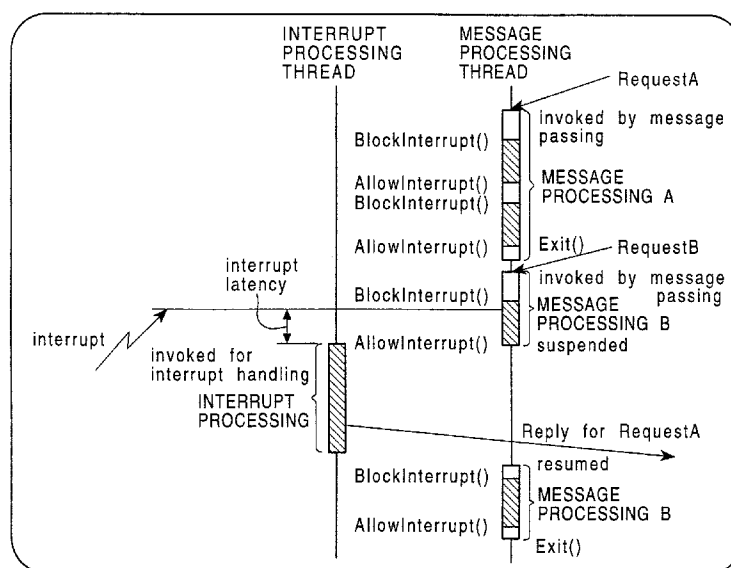 INTERRUPT
PROCESSING
THREAD
MESSAGE
PROCESSING
THREAD
RequestA
invoked by message
passing
BlockInterrupt()
AllowInterrupt()
BlockInterrupt()
MESSAGE
PROCESSING A
AllowInterrupt()
Exit()
RequestB
interrupt
latency
invoked by message
passing
BlockInterrupt()
MESSAGE
PROCESSING B
suspended
interrupt
AllowInterrupt()
invoked for
interrupt handling
INTERRUPT
PROCESSING
Reply for RequestA
resumed
BlockInterrupt()
MESSAGE
PROCESSING B
AllowInterrupt()
Exit()